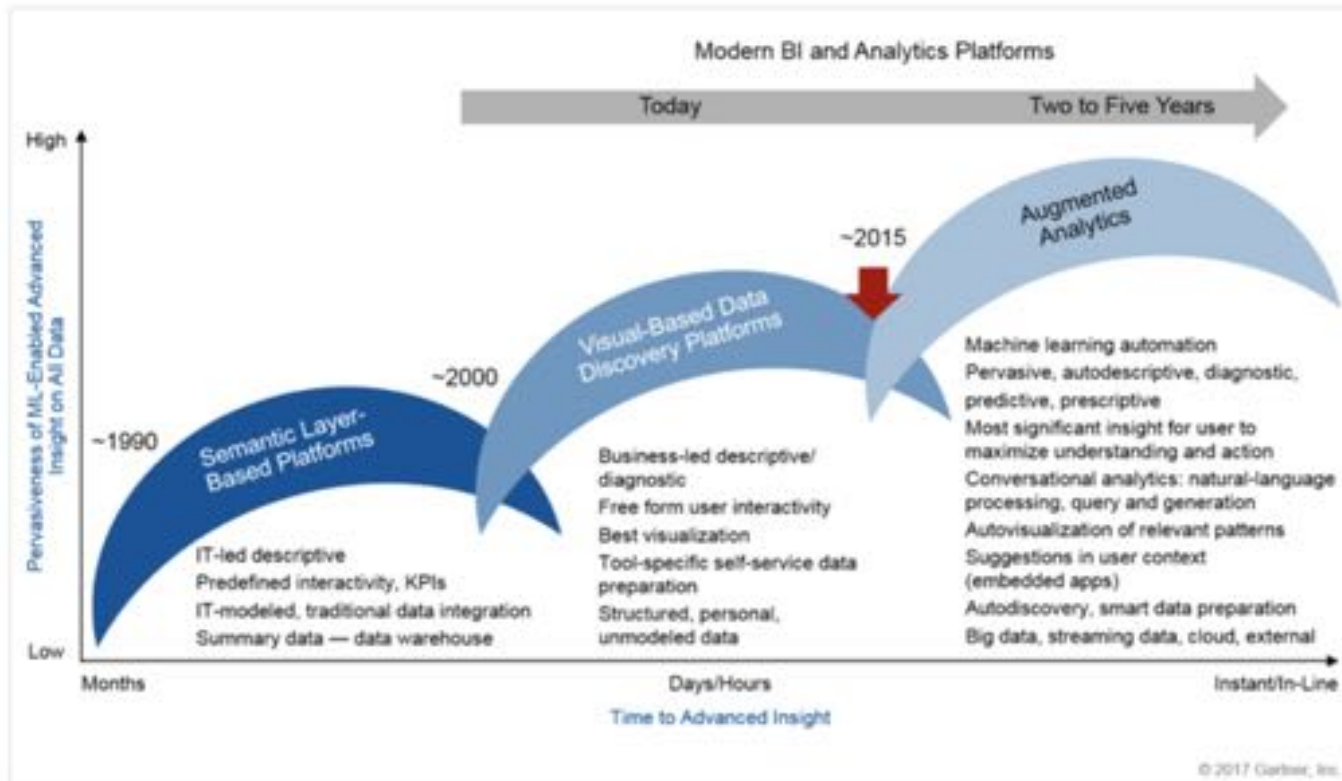 Modern BI and Analytics Platforms
Today
Two to Five Years
High
Pervasiveness of ML-Enabled Advanced
Insight on All Data
Low
~1990
Semantic Layer-
Based Platforms
IT-led descriptive
Predefined interactivity, KPIs
IT-modeled, traditional data integration
Summary data — data warehouse
~2000
Visual-Based Data
Discovery Platforms
Business-led descriptive/
diagnostic
Free form user interactivity
Best visualization
Tool-specific self-service data
preparation
Structured, personal,
unmodeled data
~2015
Augmented
Analytics
Machine learning automation
Pervasive, autodescriptive, diagnostic,
predictive, prescriptive
Most significant insight for user to
maximize understanding and action
Conversational analytics: natural-language
processing, query and generation
Autovisualization of relevant patterns
Suggestions in user context
(embedded apps)
Autodiscovery, smart data preparation
Big data, streaming data, cloud, external
Months
Days/Hours
Instant/In-Line
Time to Advanced Insight
© 2017 Gartner, Inc.